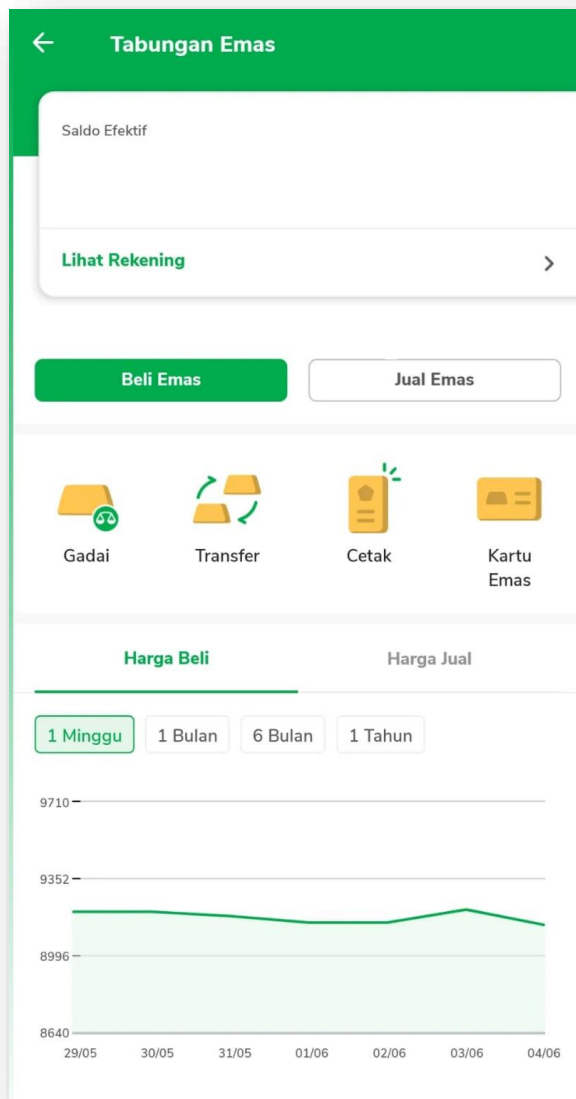 Tabungan Emas
Saldo Efektif
Lihat Rekening
Beli Emas
Jual Emas
Gadai
Transfer
Cetak
Kartu
Emas
Harga Beli
Harga Jual
1 Minggu
1 Bulan
6 Bulan
1 Tahun
9710
9352
8996
8640
29/05
30/05
31/05
01/06
02/06
03/06
04/06